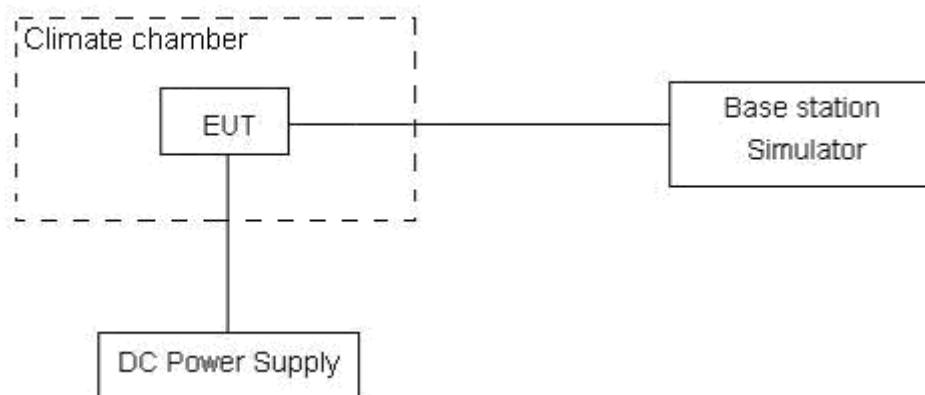 Climate chamber
EUT
Base station
Simulator
DC Power Supply